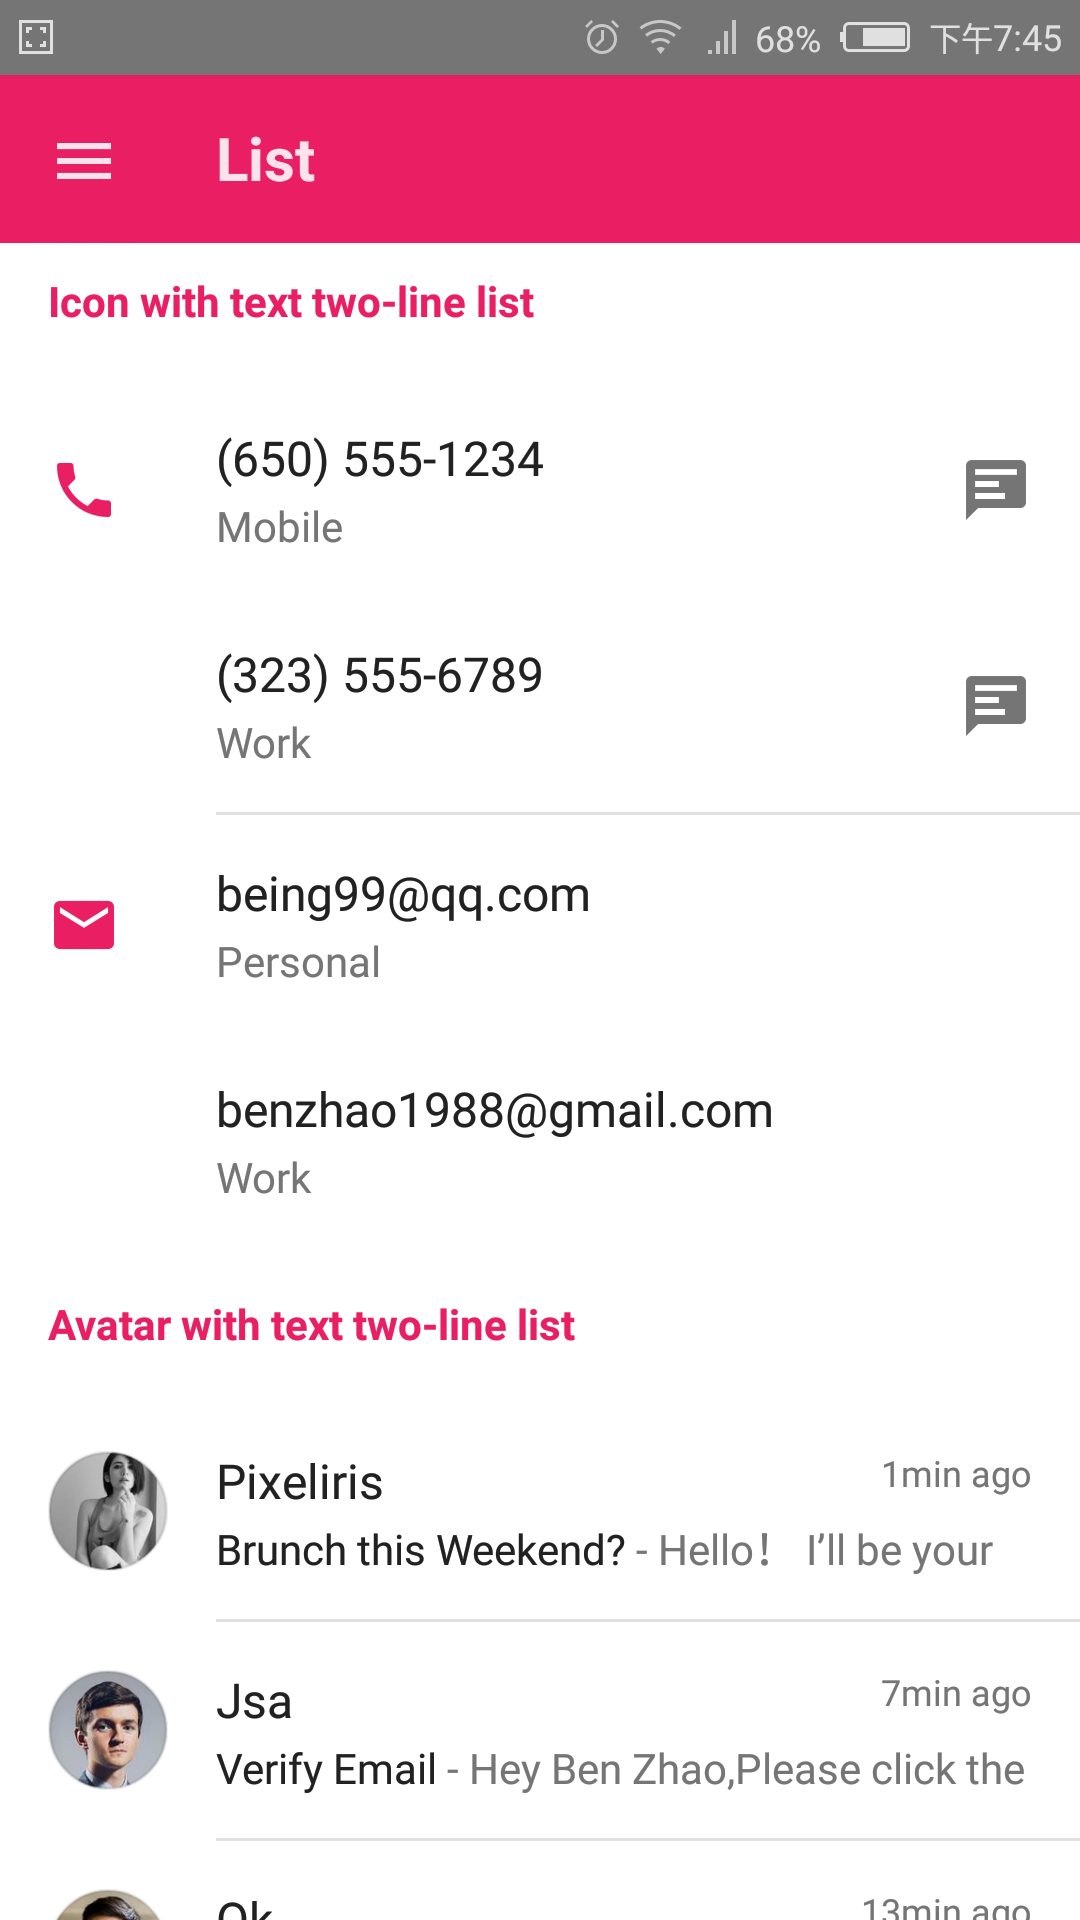 68% 下午7:45
List
Icon with text two-line list
(650) 555-1234
Mobile
(323) 555-6789
Work
being99@qq.com
Personal
benzhao1988@gmail.com
Work
Avatar with text two-line list
Pixeliris 1min ago
Brunch this Weekend? - Hello！ I’ll be your
Jsa 7min ago
Verify Email - Hey Ben Zhao,Please click the
Ok 13min ago